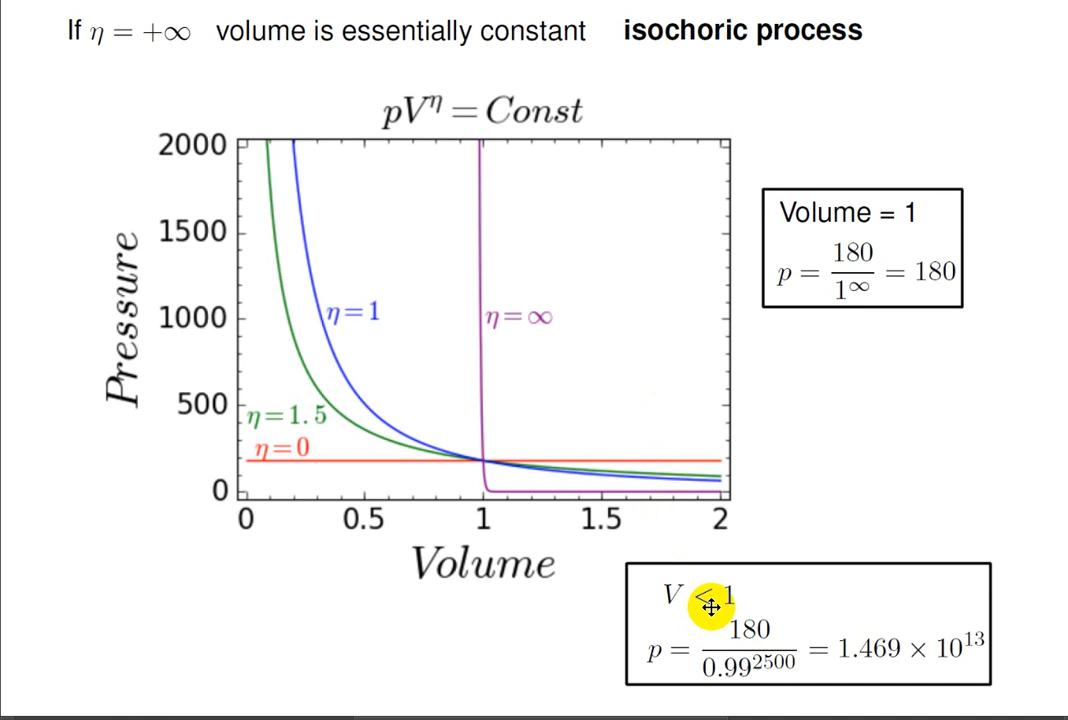 If η = +∞ volume is essentially constant isochoric process
pV^η = Const
2000
1500
1000
500
0
Pressure
η=1
η=∞
η=1.5
η=0
0 0.5 1 1.5 2
Volume
Volume = 1
p = 180/1^∞ = 180
V < 1
p = 180/0.99^2500 = 1.469 × 10^13